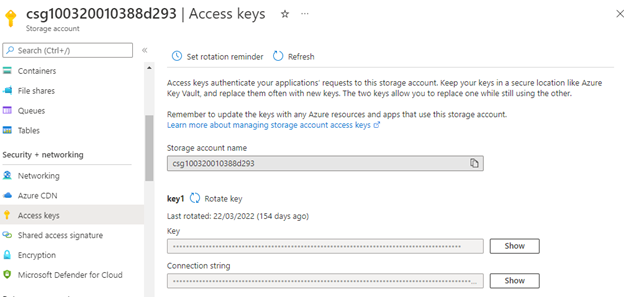 csg100320010388d293 | Access keys
Storage account
Search (Ctrl+/)
Containers
File shares
Queues
Tables
Security + networking
Networking
Azure CDN
Access keys
Shared access signature
Encryption
Microsoft Defender for Cloud
Set rotation reminder
Refresh
Access keys authenticate your applications' requests to this storage account. Keep your keys in a secure location like Azure
Key Vault, and replace them often with new keys. The two keys allow you to replace one while still using the other.
Remember to update the keys with any Azure resources and apps that use this storage account.
Learn more about managing storage account access keys
Storage account name
csg100320010388d293
key1 Rotate key
Last rotated: 22/03/2022 (154 days ago)
Key
Show
Connection string
Show